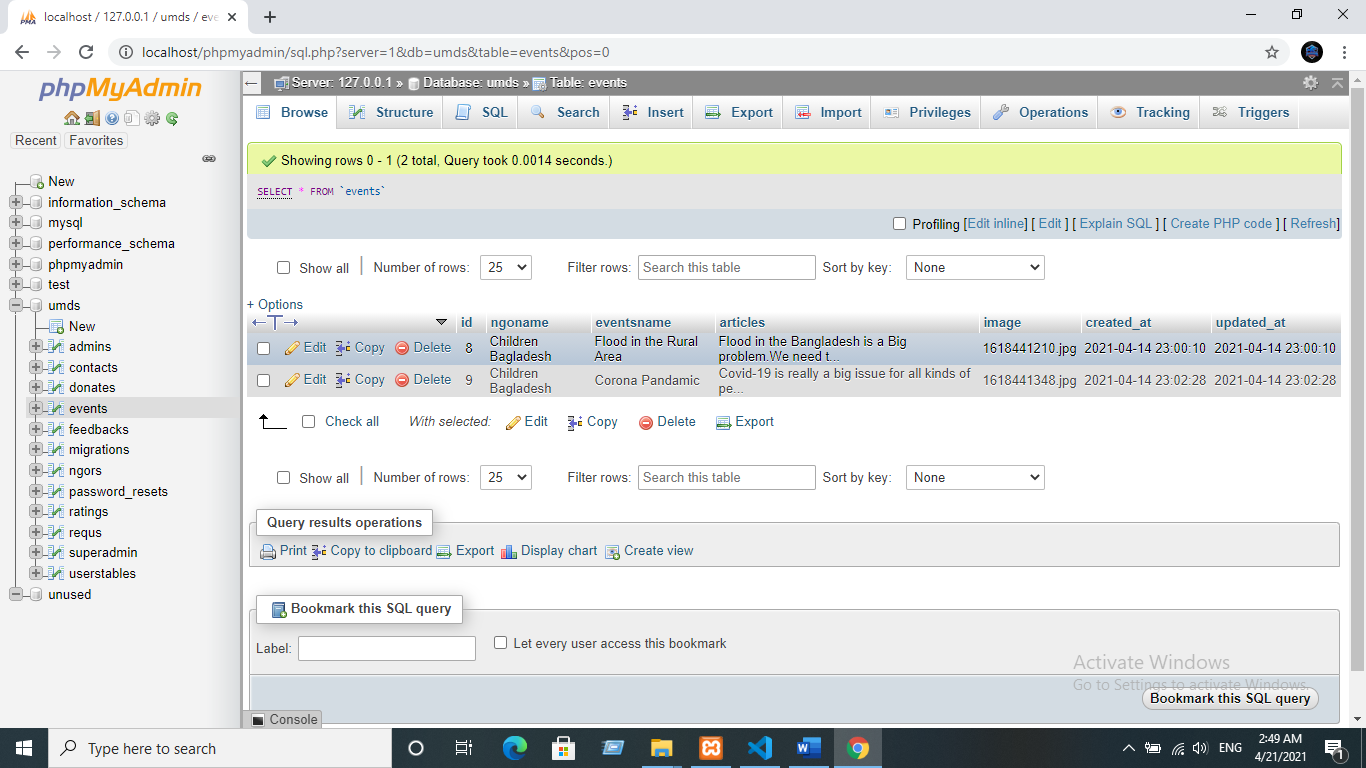 localhost / 127.0.0.1 / umds / eve
localhost/phpmyadmin/sql.php?server=1&db=umds&table=events&pos=0
phpMyAdmin
Recent Favorites
New
information_schema
mysql
performance_schema
phpmyadmin
test
umds
New
admins
contacts
donates
events
feedbacks
migrations
ngors
password_resets
ratings
requs
superadmin
userstables
unused
Server: 127.0.0.1 » Database: umds » Table: events
Browse Structure SQL Search Insert Export Import Privileges Operations Tracking Triggers
Showing rows 0 - 1 (2 total, Query took 0.0014 seconds.)
SELECT * FROM `events`
Profiling [Edit inline] [ Edit ] [ Explain SQL ] [ Create PHP code ] [ Refresh]
Show all Number of rows: 25 Filter rows: Search this table Sort by key: None
+ Options
id ngoname eventsname articles image created_at updated_at
Edit Copy Delete 8 Children Bagladesh Flood in the Rural Area Flood in the Bangladesh is a Big problem.We need t... 1618441210.jpg 2021-04-14 23:00:10 2021-04-14 23:00:10
Edit Copy Delete 9 Children Bagladesh Corona Pandamic Covid-19 is really a big issue for all kinds of pe... 1618441348.jpg 2021-04-14 23:02:28 2021-04-14 23:02:28
Check all With selected: Edit Copy Delete Export
Show all Number of rows: 25 Filter rows: Search this table Sort by key: None
Query results operations
Print Copy to clipboard Export Display chart Create view
Bookmark this SQL query
Label: Let every user access this bookmark
Activate Windows
Go to Settings to activate Windows.
Bookmark this SQL query
Console
Type here to search
ENG
2:49 AM
4/21/2021
1